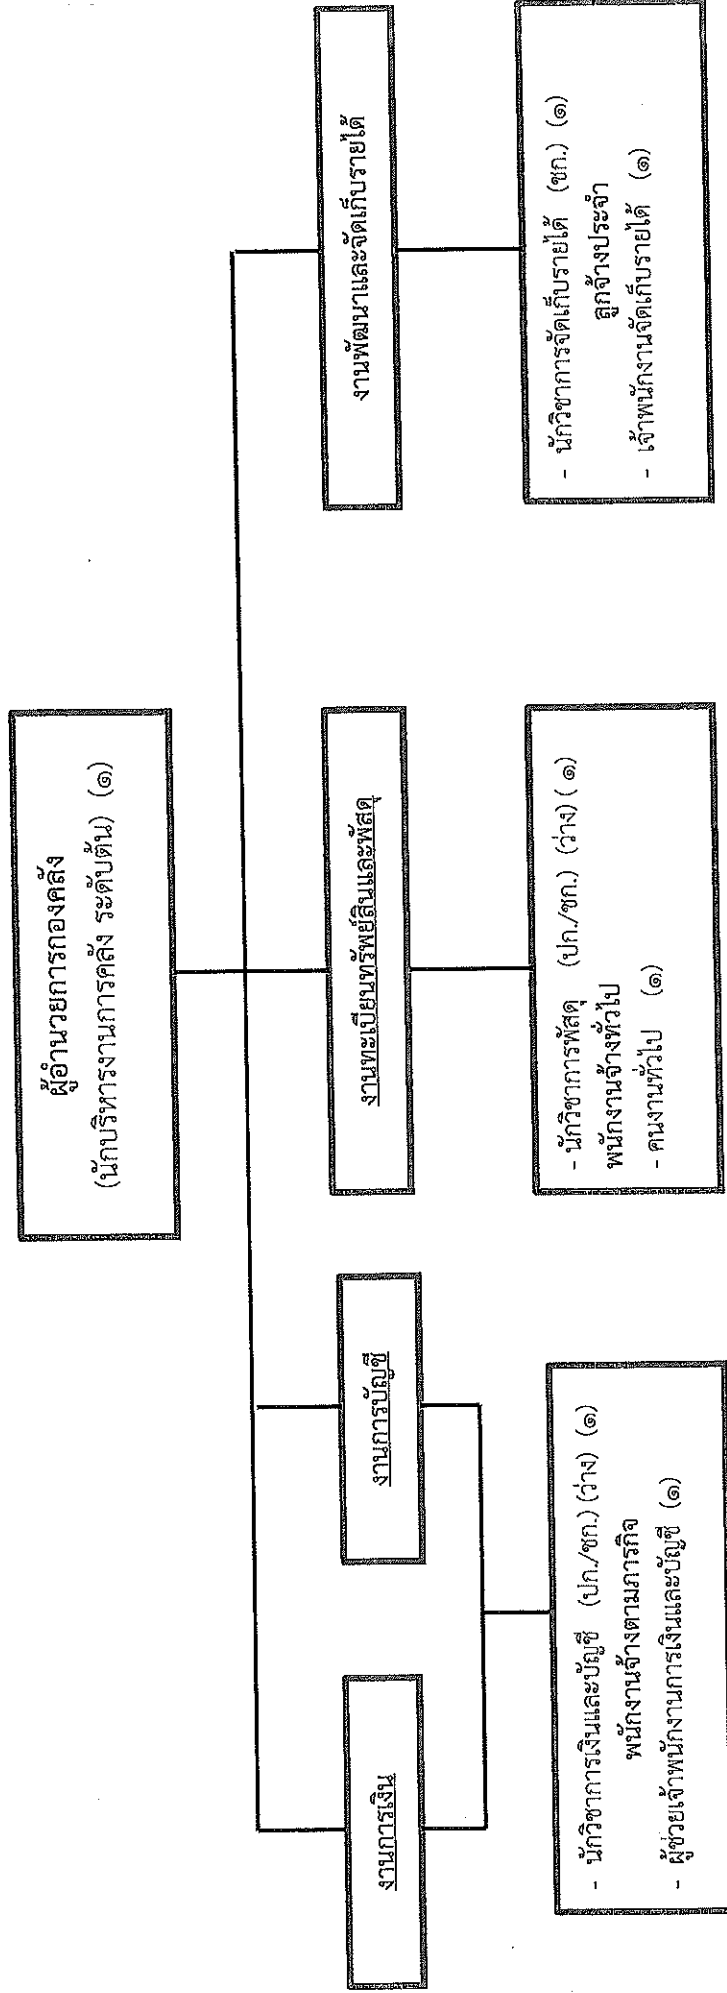 ผู้อำนวยการกองคลัง
(นักบริหารงานการคลัง ระดับต้น) (๑)
งานการเงิน
งานการบัญชี
งานทะเบียนทรัพย์สินและพัสดุ
งานพัฒนาและจัดเก็บรายได้
- นักวิชาการเงินและบัญชี (ปก./ชก.) (ว่าง) (๑)
พนักงานจ้างตามภารกิจ
- ผู้ช่วยเจ้าพนักงานการเงินและบัญชี (๑)
- นักวิชาการพัสดุ (ปก./ชก.) (ว่าง) ( ๑)
พนักงานจ้างทั่วไป
- คนงานทั่วไป (๑)
- นักวิชาการจัดเก็บรายได้ (ชก.) (๑)
ลูกจ้างประจำ
- เจ้าพนักงานจัดเก็บรายได้ (๑)